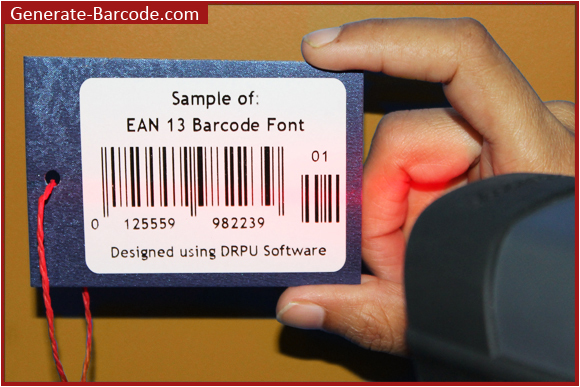 Generate-Barcode.com
Sample of:
EAN 13 Barcode Font
01
0 125559 982239
Designed using DRPU Software